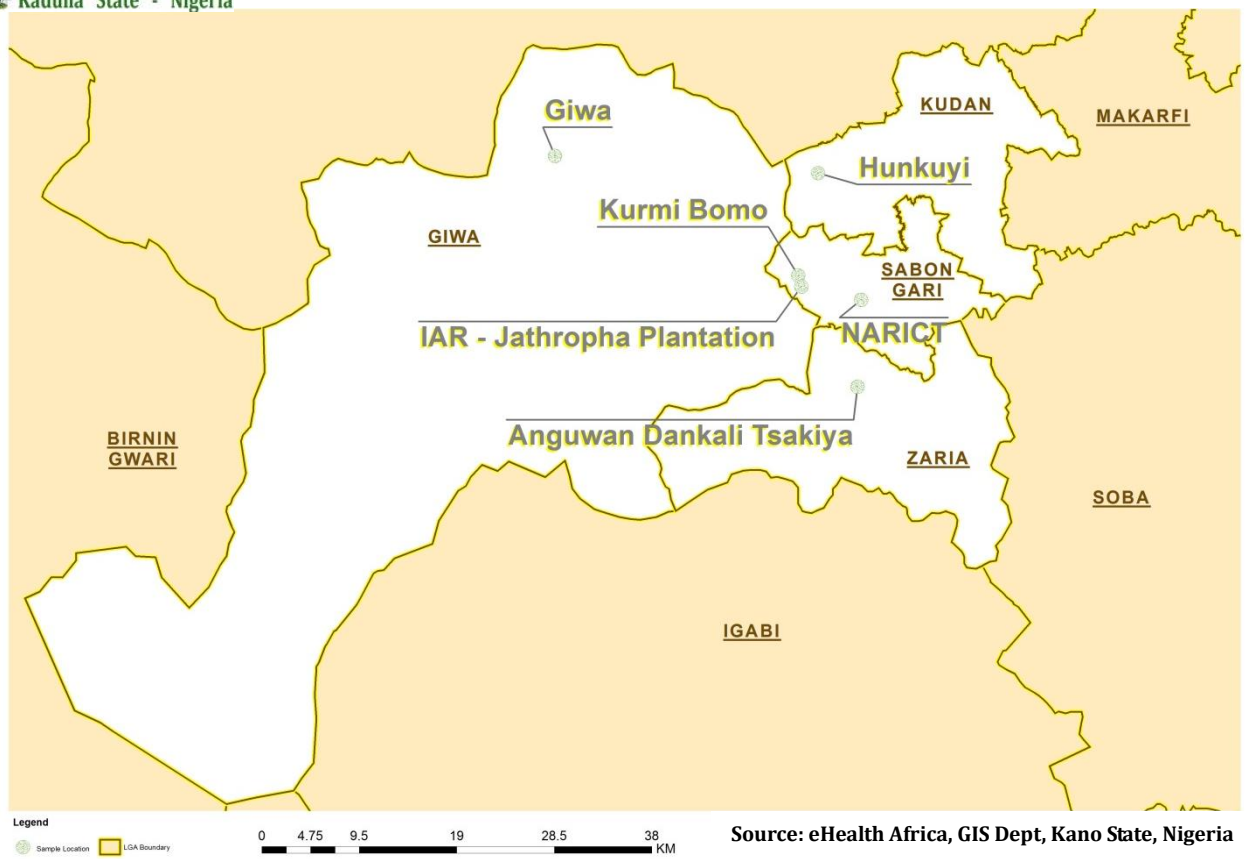 Kaduna State - Nigeria
Giwa
KUDAN
MAKARFI
Hunkuyi
Kurmi Bomo
GIWA
SABON
GARI
IAR - Jathropha Plantation
NARICT
Anguwan Dankali Tsakiya
BIRNIN
GWARI
ZARIA
SOBA
IGABI
Legend
Sample Location
LGA Boundary
0 4.75 9.5 19 28.5 38
KM
Source: eHealth Africa, GIS Dept, Kano State, Nigeria